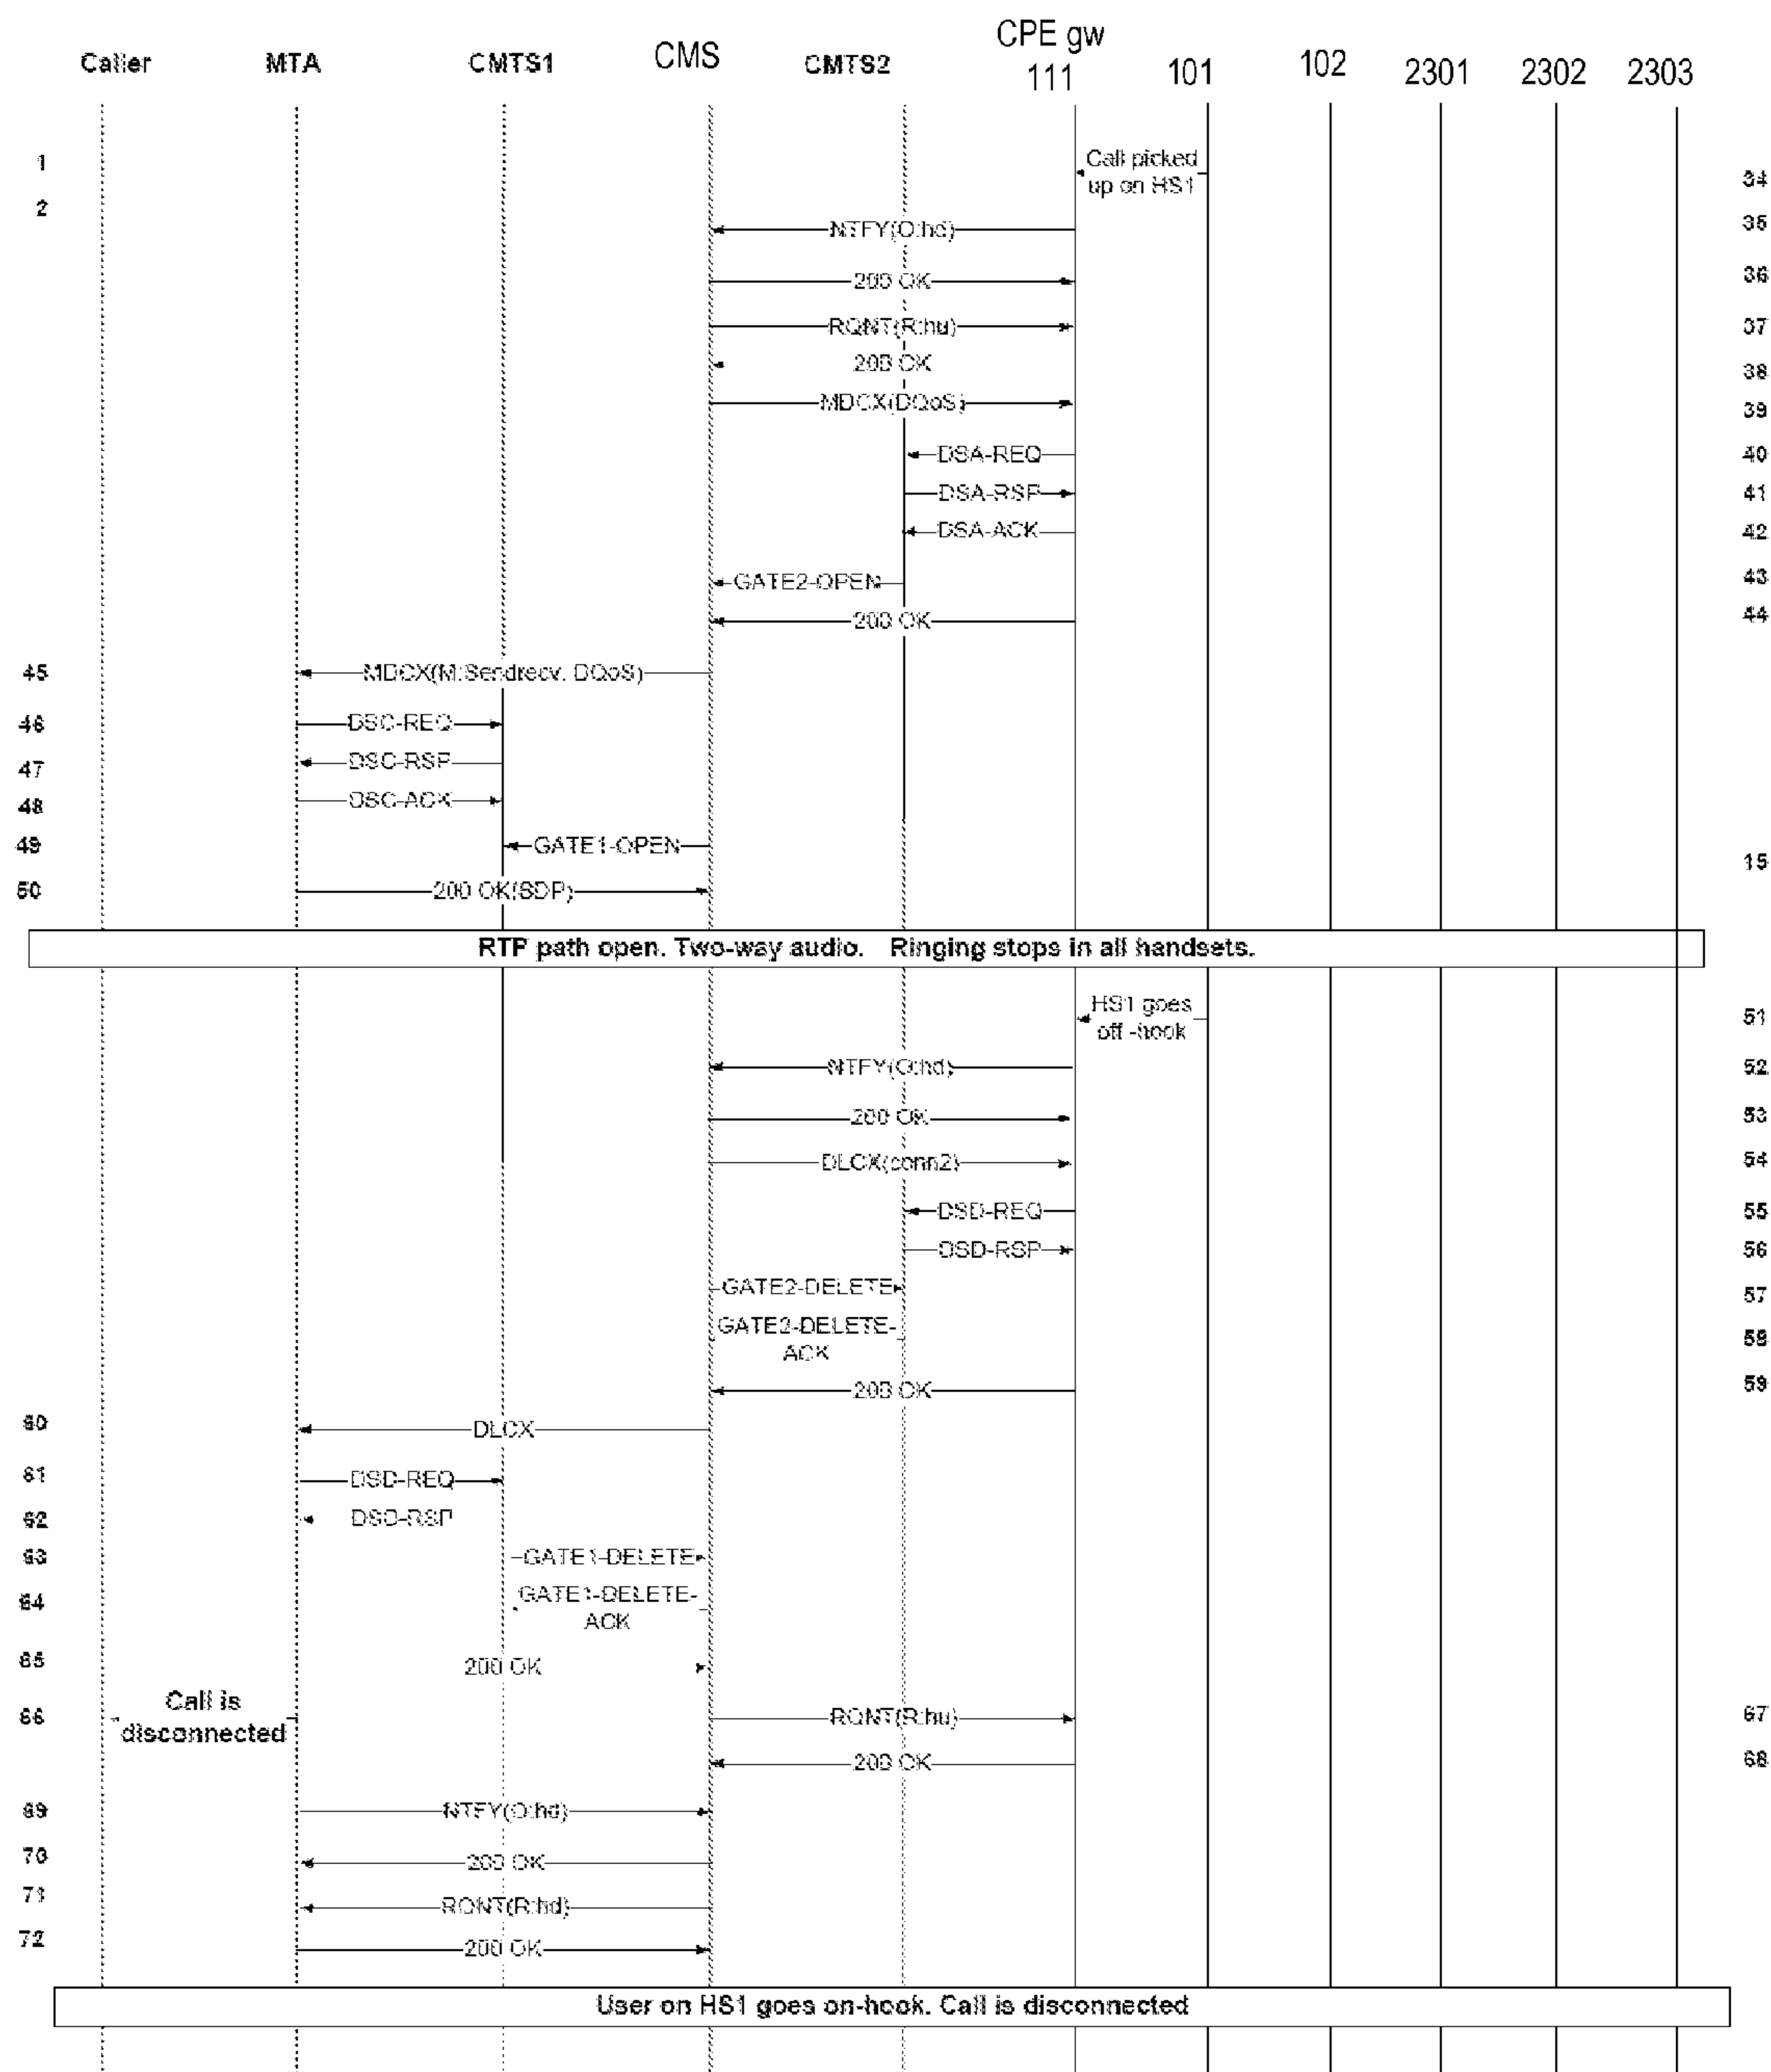 CPE gw
Caller MTA CMTS1 CMS CMTS2 111 101 102 2301 2302 2303
1 Call picked
up on HS1 34
2 NTFY(O:hd) 35
200 OK 36
RQNT(R:hu) 37
200 OK 38
MDCX(DQoS) 39
DSA-REQ 40
DSA-RSP 41
DSA-ACK 42
GATE2-OPEN 43
200 OK 44
45 MDCX(M:Sendrecv, DQoS)
46 DSC-REQ
47 DSC-RSP
48 DSC-ACK
49 GATE1-OPEN 15
50 200 OK(SDP)
RTP path open. Two-way audio. Ringing stops in all handsets.
HS1 goes
off -hook 51
NTFY(O:hd) 52
200 OK 53
DLCX(conn2) 54
DSD-REQ 55
DSD-RSP 56
GATE2-DELETE 57
GATE2-DELETE-
ACK 58
200 OK 59
60 DLCX
61 DSD-REQ
62 DSD-RSP
63 GATE1-DELETE
64 GATE1-DELETE-
ACK
65 200 OK
66 Call is
disconnected RQNT(R:hu) 67
200 OK 68
69 NTFY(O:hd)
70 200 OK
71 RQNT(R:hd)
72 200 OK
User on HS1 goes on-hook. Call is disconnected